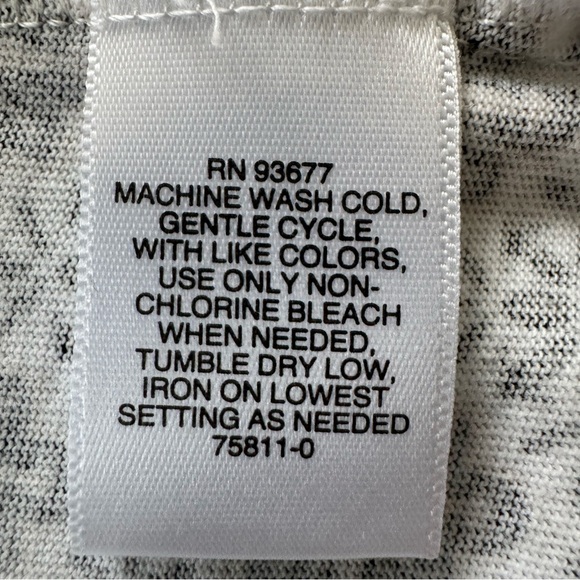 RN 93677
MACHINE WASH COLD,
GENTLE CYCLE,
WITH LIKE COLORS,
USE ONLY NON-
CHLORINE BLEACH
WHEN NEEDED,
TUMBLE DRY LOW,
IRON ON LOWEST
SETTING AS NEEDED
75811-0